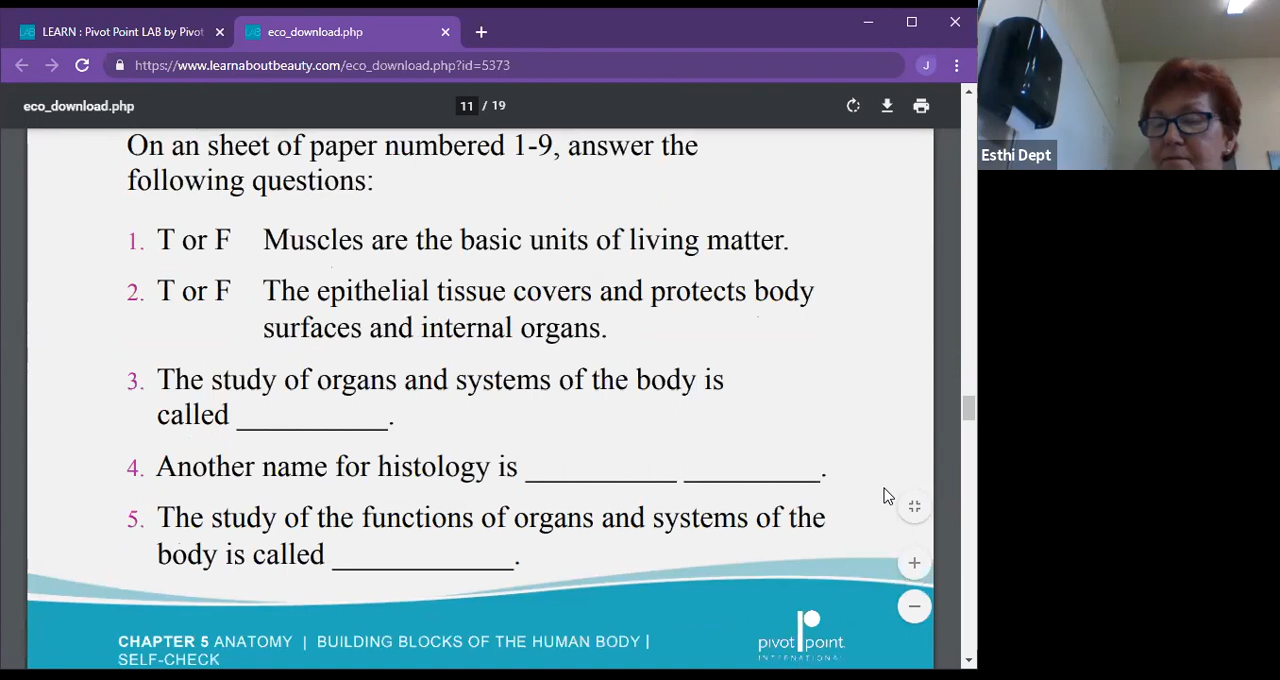 LEARN : Pivot Point LAB by Pivot
eco_download.php
https://www.learnaboutbeauty.com/eco_download.php?id=5373
J
eco_download.php
11 / 19
On an sheet of paper numbered 1-9, answer the
following questions:
1. T or F Muscles are the basic units of living matter.
2. T or F The epithelial tissue covers and protects body
surfaces and internal organs.
3. The study of organs and systems of the body is
called ___________.
4. Another name for histology is ___________ __________.
5. The study of the functions of organs and systems of the
body is called _____________.
CHAPTER 5 ANATOMY | BUILDING BLOCKS OF THE HUMAN BODY |
SELF-CHECK
pivot point
INTERNATIONAL
Esthi Dept